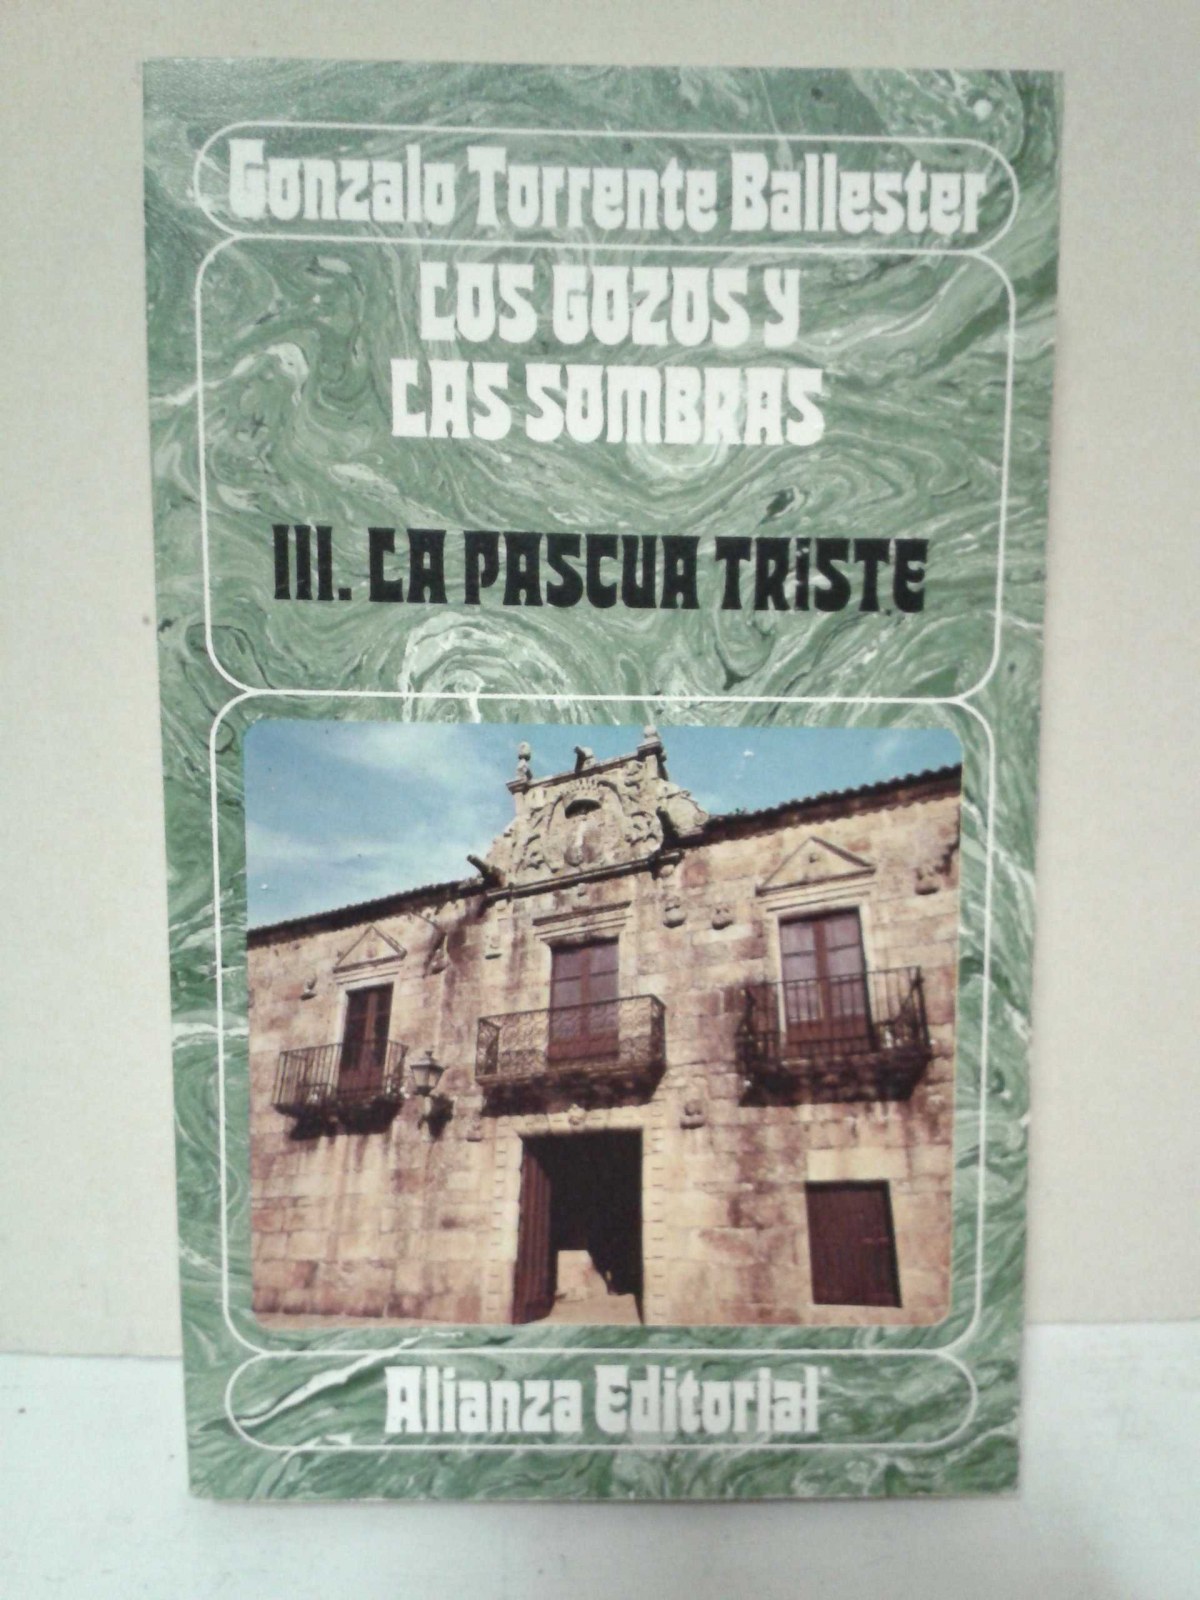 Gonzalo Torrente Ballester
LOS GOZOS Y
LAS SOMBRAS
III. LA PASCUA TRISTE
Alianza Editorial